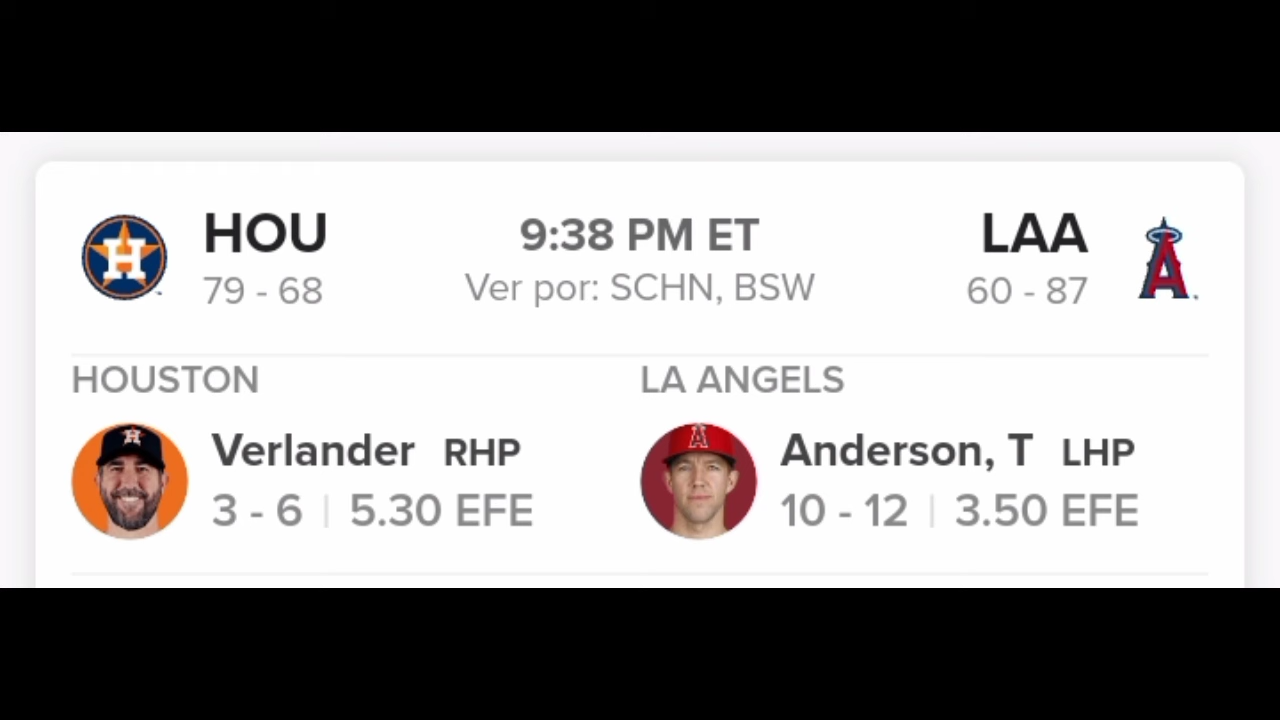 HOU
79 - 68
9:38 PM ET
Ver por: SCHN, BSW
LAA
60 - 87
HOUSTON
Verlander RHP
3 - 6 | 5.30 EFE
LA ANGELS
Anderson, T LHP
10 - 12 | 3.50 EFE